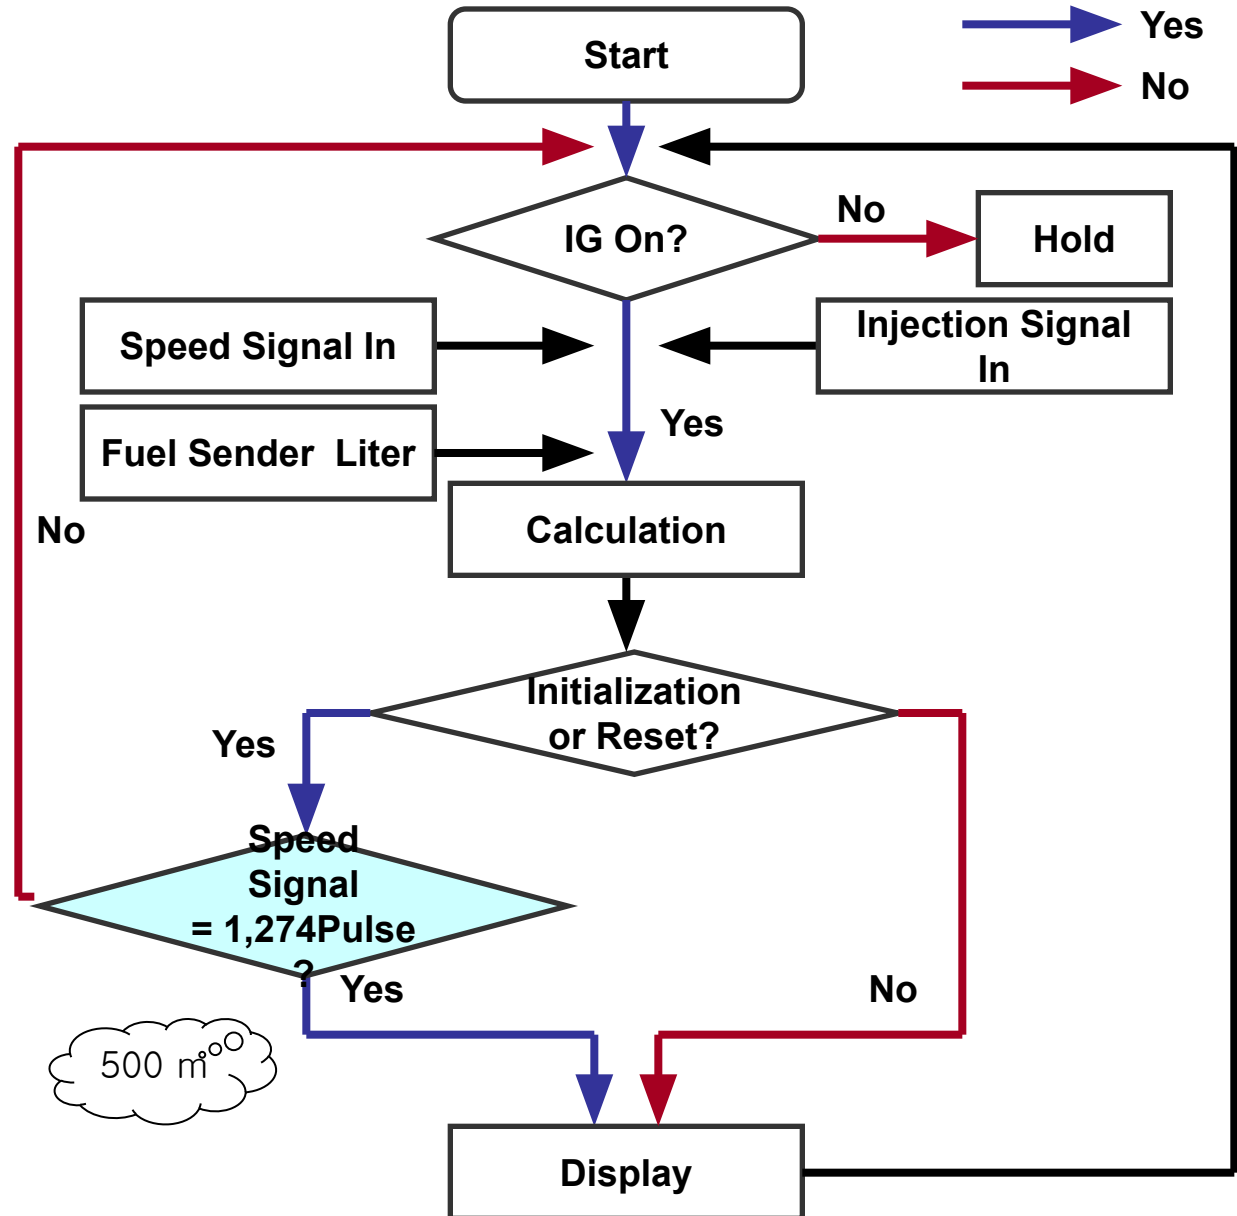 Start
Yes
No
IG On?
No
Hold
Speed Signal In
Injection Signal
In
Yes
Fuel Sender  Liter
No
Calculation
Initialization
or Reset?
Yes
Speed
Signal
= 1,274Pulse
?
Yes
No
500 m
Display